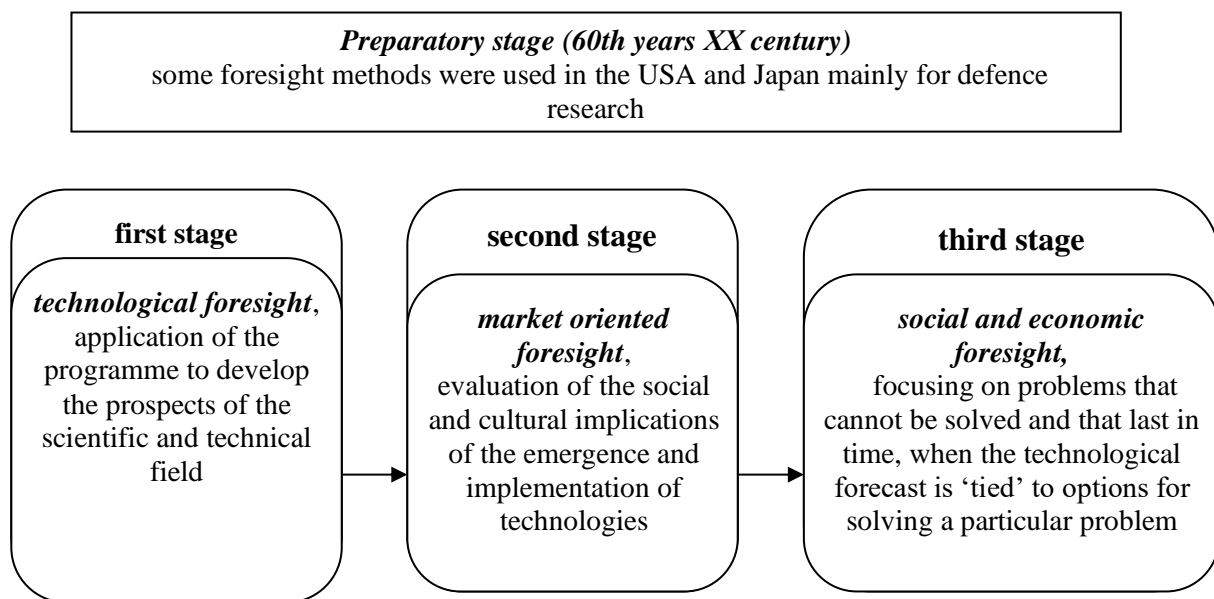 Preparatory stage (60th years XX century)
some foresight methods were used in the USA and Japan mainly for defence
research
first stage
technological foresight,
application of the
programme to develop
the prospects of the
scientific and technical
field
second stage
market oriented
foresight,
evaluation of the social
and cultural implications
of the emergence and
implementation of
technologies
third stage
social and economic
foresight,
focusing on problems that
cannot be solved and that last in
time, when the technological
forecast is ‘tied’ to options for
solving a particular problem